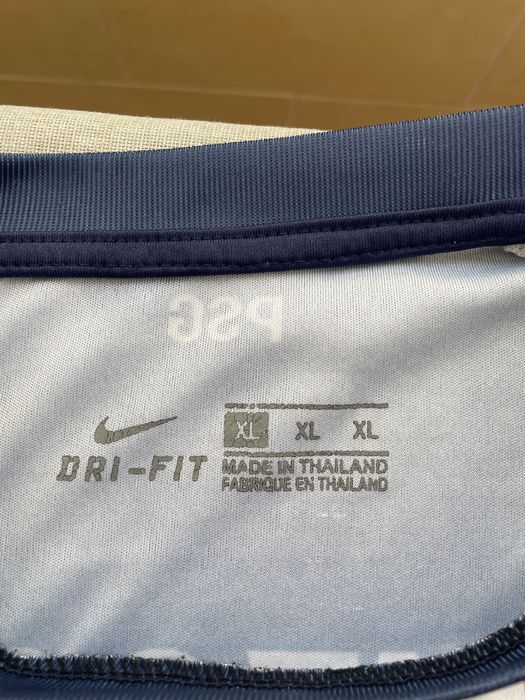 PSG
XL XL XL
DRI-FIT
MADE IN THAILAND
FABRIQUE EN THAILAND